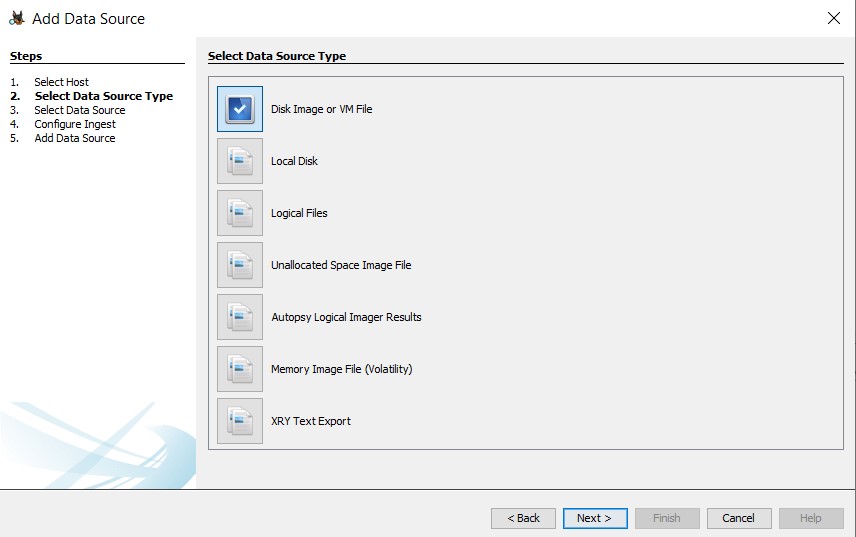 Add Data Source
Steps
1. Select Host
2. Select Data Source Type
3. Select Data Source
4. Configure Ingest
5. Add Data Source
Select Data Source Type
Disk Image or VM File
Local Disk
Logical Files
Unallocated Space Image File
Autopsy Logical Imager Results
Memory Image File (Volatility)
XRY Text Export
< Back Next > Finish Cancel Help